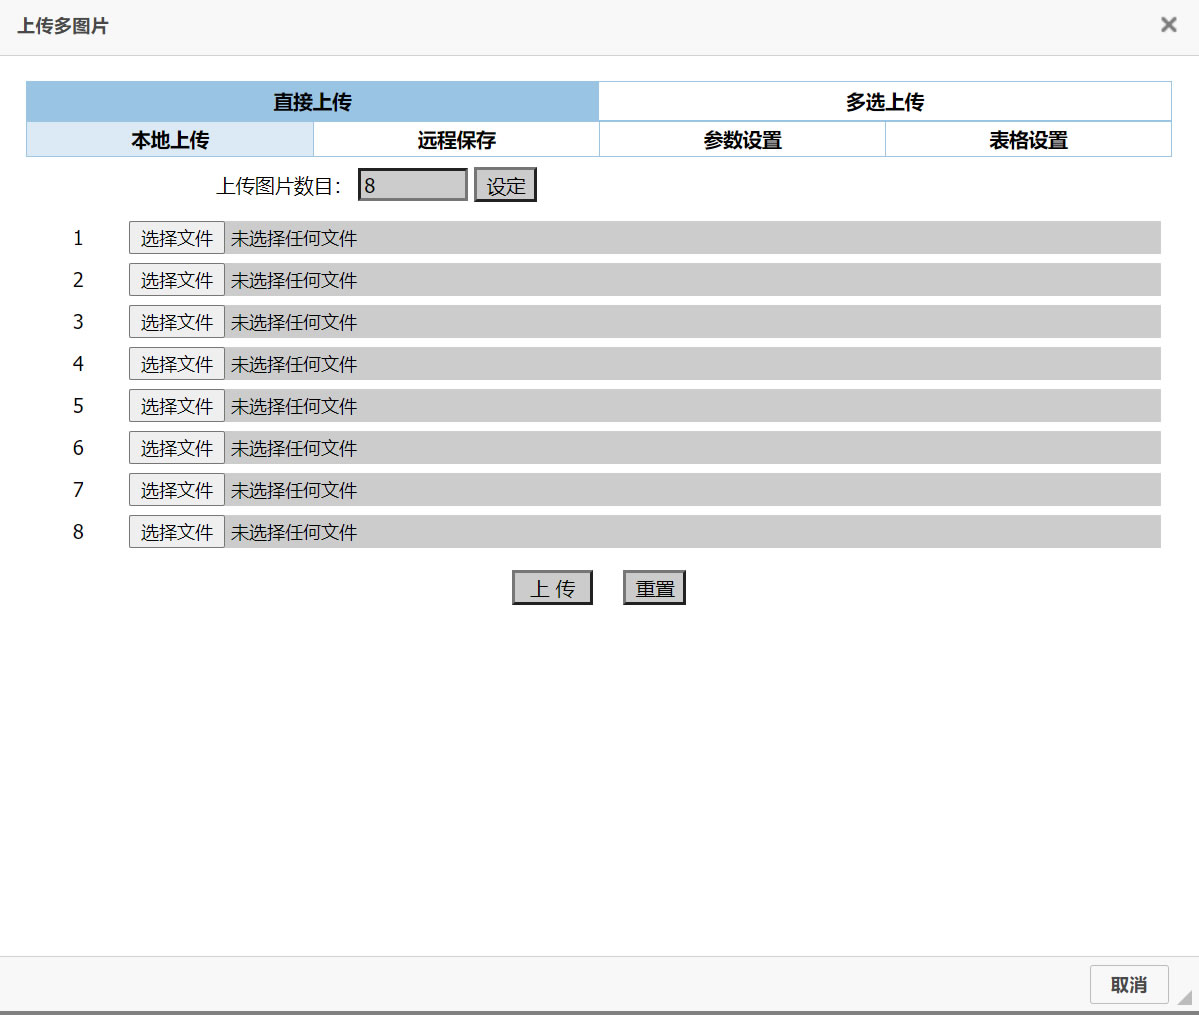 上传多图片
直接上传 多选上传
本地上传 远程保存 参数设置 表格设置
上传图片数目： 8 设定
1 选择文件 未选择任何文件
2 选择文件 未选择任何文件
3 选择文件 未选择任何文件
4 选择文件 未选择任何文件
5 选择文件 未选择任何文件
6 选择文件 未选择任何文件
7 选择文件 未选择任何文件
8 选择文件 未选择任何文件
上 传 重置
取消